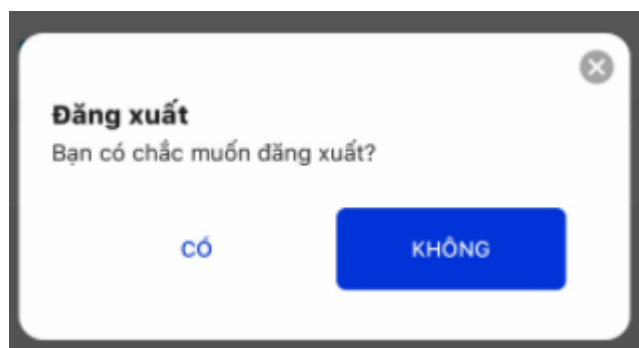 Đăng xuất
Bạn có chắc muốn đăng xuất?
CÓ
KHÔNG